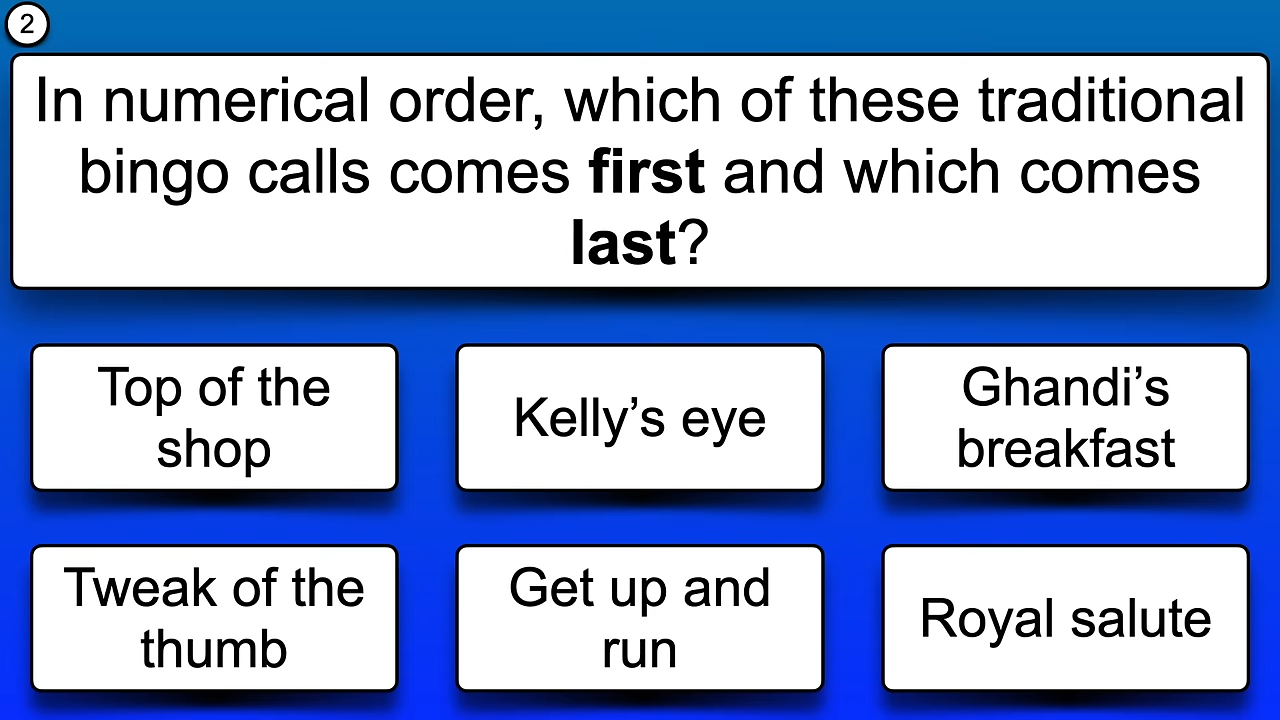 2
In numerical order, which of these traditional
bingo calls comes first and which comes
last?
Top of the
shop
Kelly’s eye
Ghandi’s
breakfast
Tweak of the
thumb
Get up and
run
Royal salute